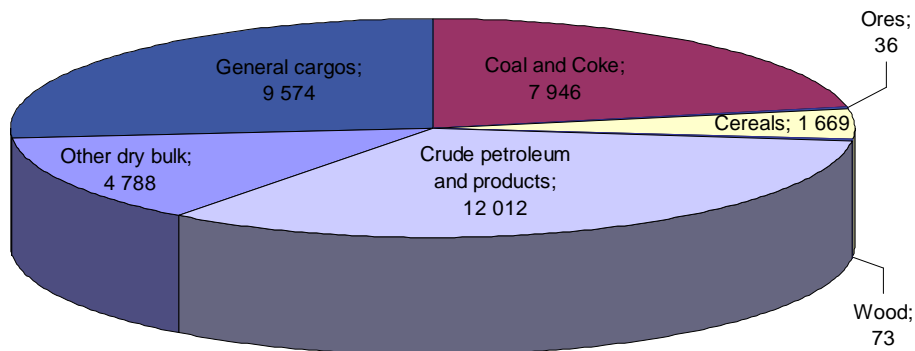 Ores;
36
General cargos;
9 574
Coal and Coke;
7 946
Cereals; 1 669
Other dry bulk;
4 788
Crude petroleum
and products;
12 012
Wood;
73